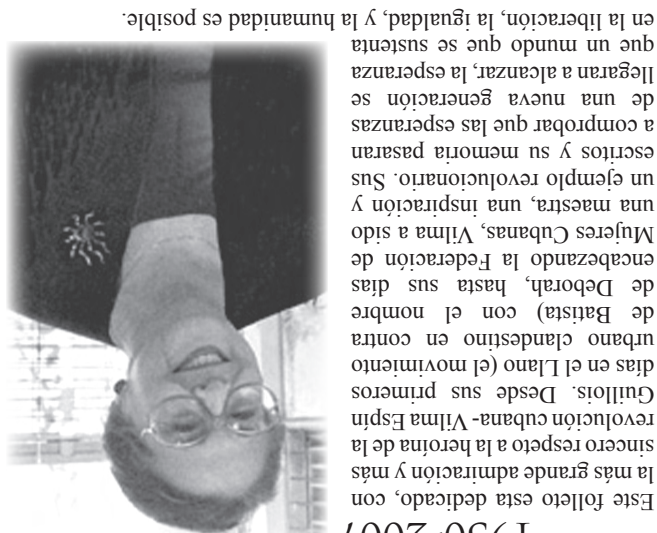 1930-2007
Este folleto esta dedicado, con
la más grande admiración y más
sincero respeto a la heroína de la
revolución cubana- Vilma Espín
Guillois. Desde sus primeros
días en el Llano (el movimiento
urbano clandestino en contra
de Batista) con el nombre
de Deborah, hasta sus días
encabezando la Federación de
Mujeres Cubanas, Vilma a sido
una maestra, una inspiración y
un ejemplo revolucionario. Sus
escritos y su memoria pasaran
a comprobar que las esperanzas
de una nueva generación se
llegaran a alcanzar, la esperanza
que un mundo que se sustenta
en la liberación, la igualdad, y la humanidad es posible.